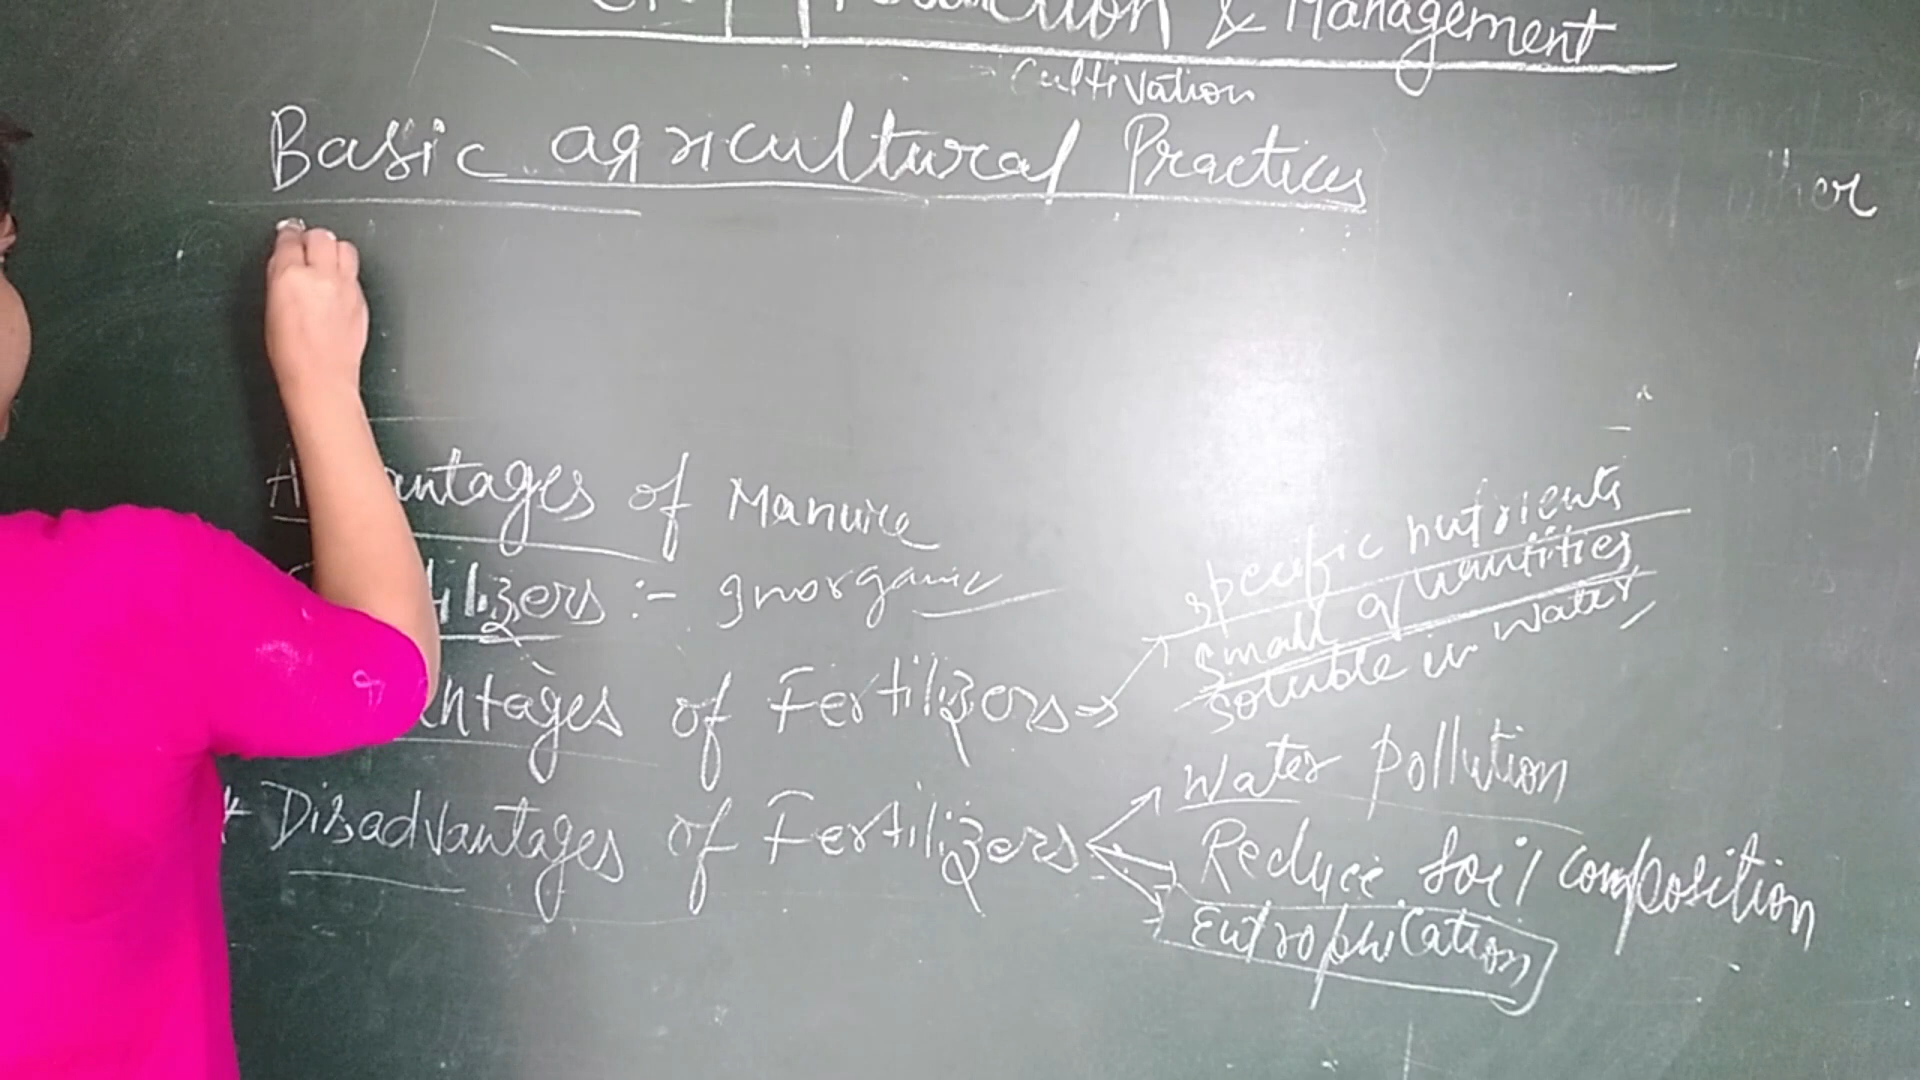 Production & Management
Cultivation
Basic agricultural Practices
other
Advantages of Manure
Fertilizers :- Inorganic
Advantages of Fertilizers →
specific nutrients
small quantities
soluble in water
* Disadvantages of Fertilizers
Water pollution
Reduce soil composition
Eutrophication